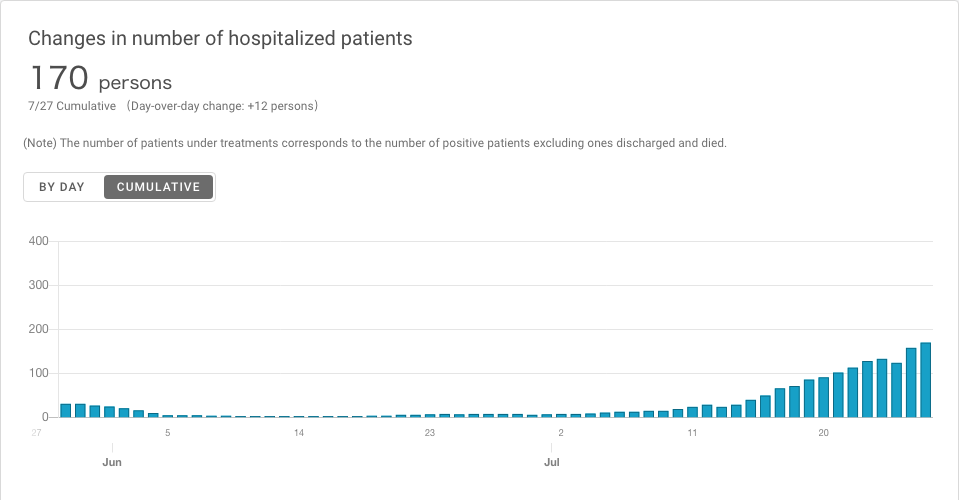 Changes in number of hospitalized patients
170 persons
7/27 Cumulative （Day-over-day change: +12 persons）
(Note) The number of patients under treatments corresponds to the number of positive patients excluding ones discharged and died.
BY DAY CUMULATIVE
400
300
200
100
0
27 5 14 23 2 11 20
Jun Jul